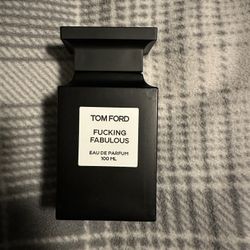 TOM FORD
FUCKING
FABULOUS
EAU DE PARFUM
100 ML